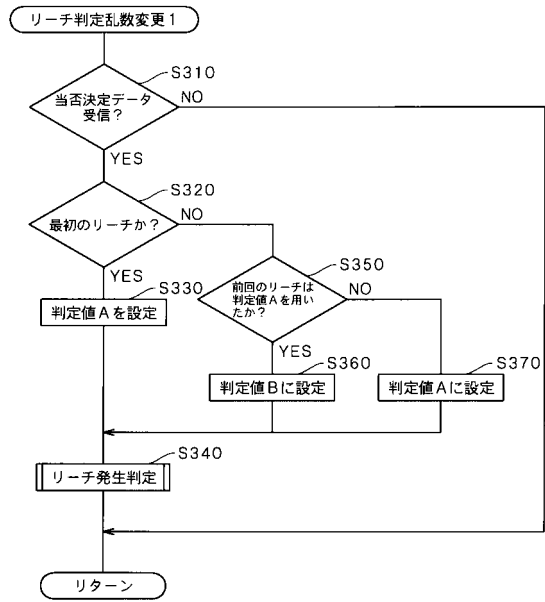 リーチ判定乱数変更1
S310
当否決定データ
受信?
NO
YES
S320
最初のリーチか?
NO
YES
S330
判定値Aを設定
S350
前回のリーチは
判定値Aを用い
たか?
NO
YES
S360
判定値Bに設定
S370
判定値Aに設定
S340
リーチ発生判定
リターン